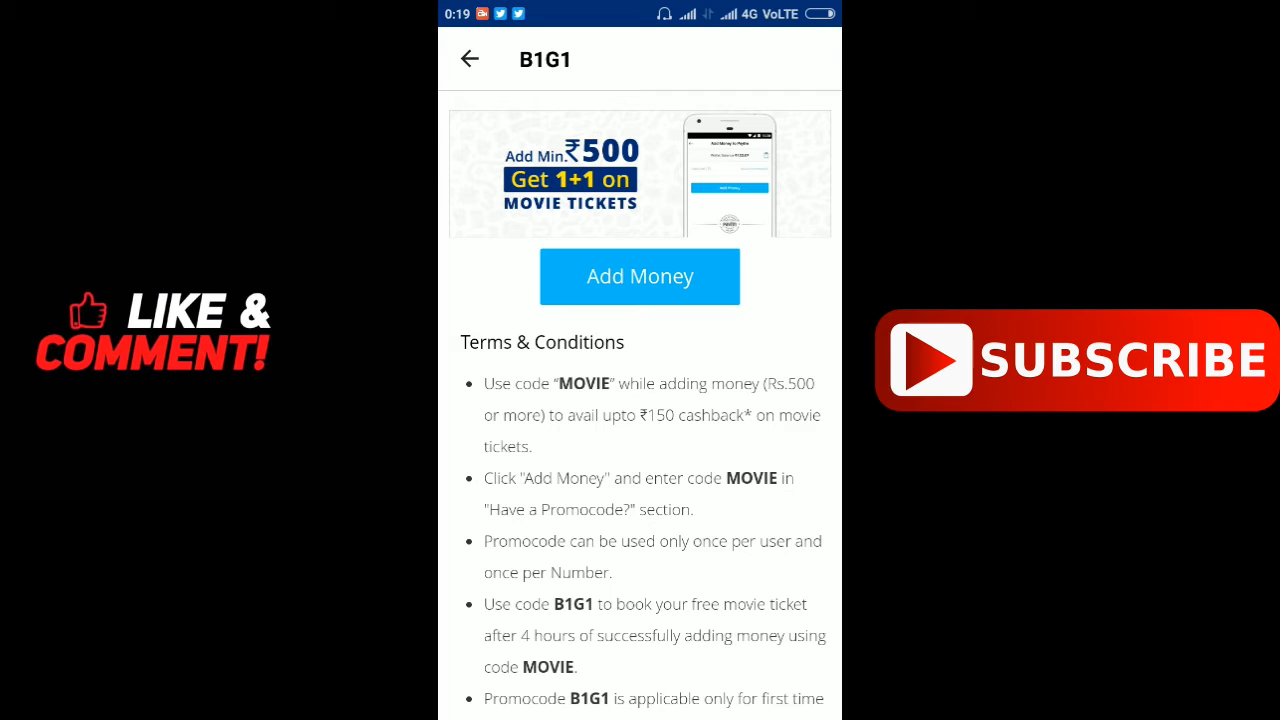 0:19 4G VoLTE
B1G1
Add Min.₹500
Get 1+1 on
MOVIE TICKETS
Add Money
Terms & Conditions
• Use code “MOVIE” while adding money (Rs.500
or more) to avail upto ₹150 cashback* on movie
tickets.
• Click "Add Money" and enter code MOVIE in
"Have a Promocode?" section.
• Promocode can be used only once per user and
once per Number.
• Use code B1G1 to book your free movie ticket
after 4 hours of successfully adding money using
code MOVIE.
• Promocode B1G1 is applicable only for first time
LIKE &
COMMENT!
SUBSCRIBE